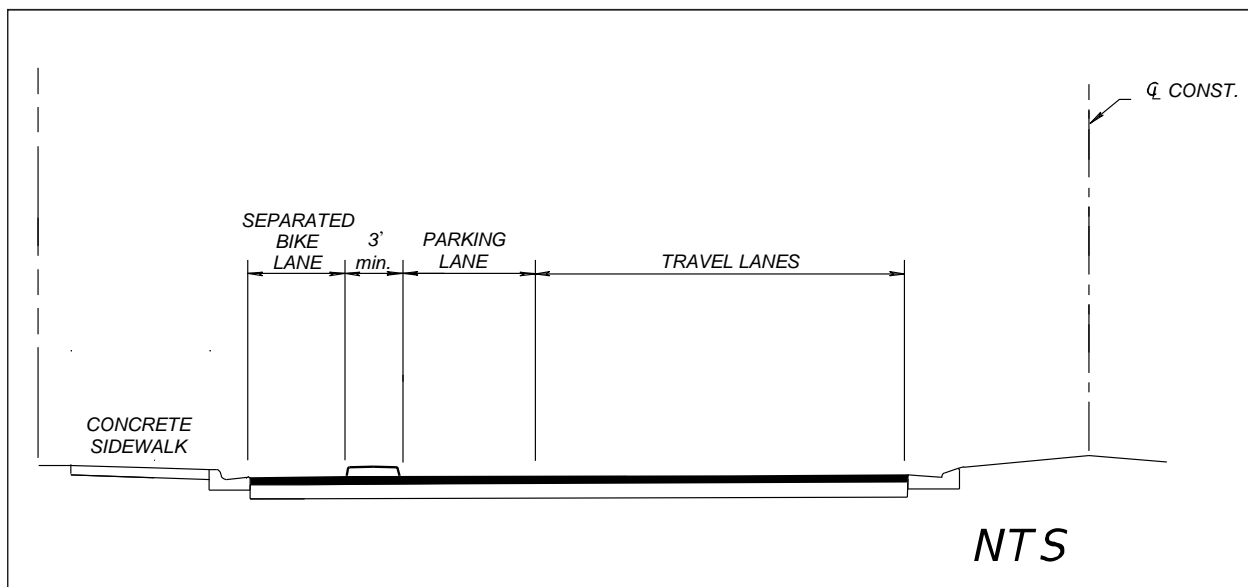 ℄ CONST.
SEPARATED
BIKE
LANE
3'
min.
PARKING
LANE
TRAVEL LANES
CONCRETE
SIDEWALK
NTS